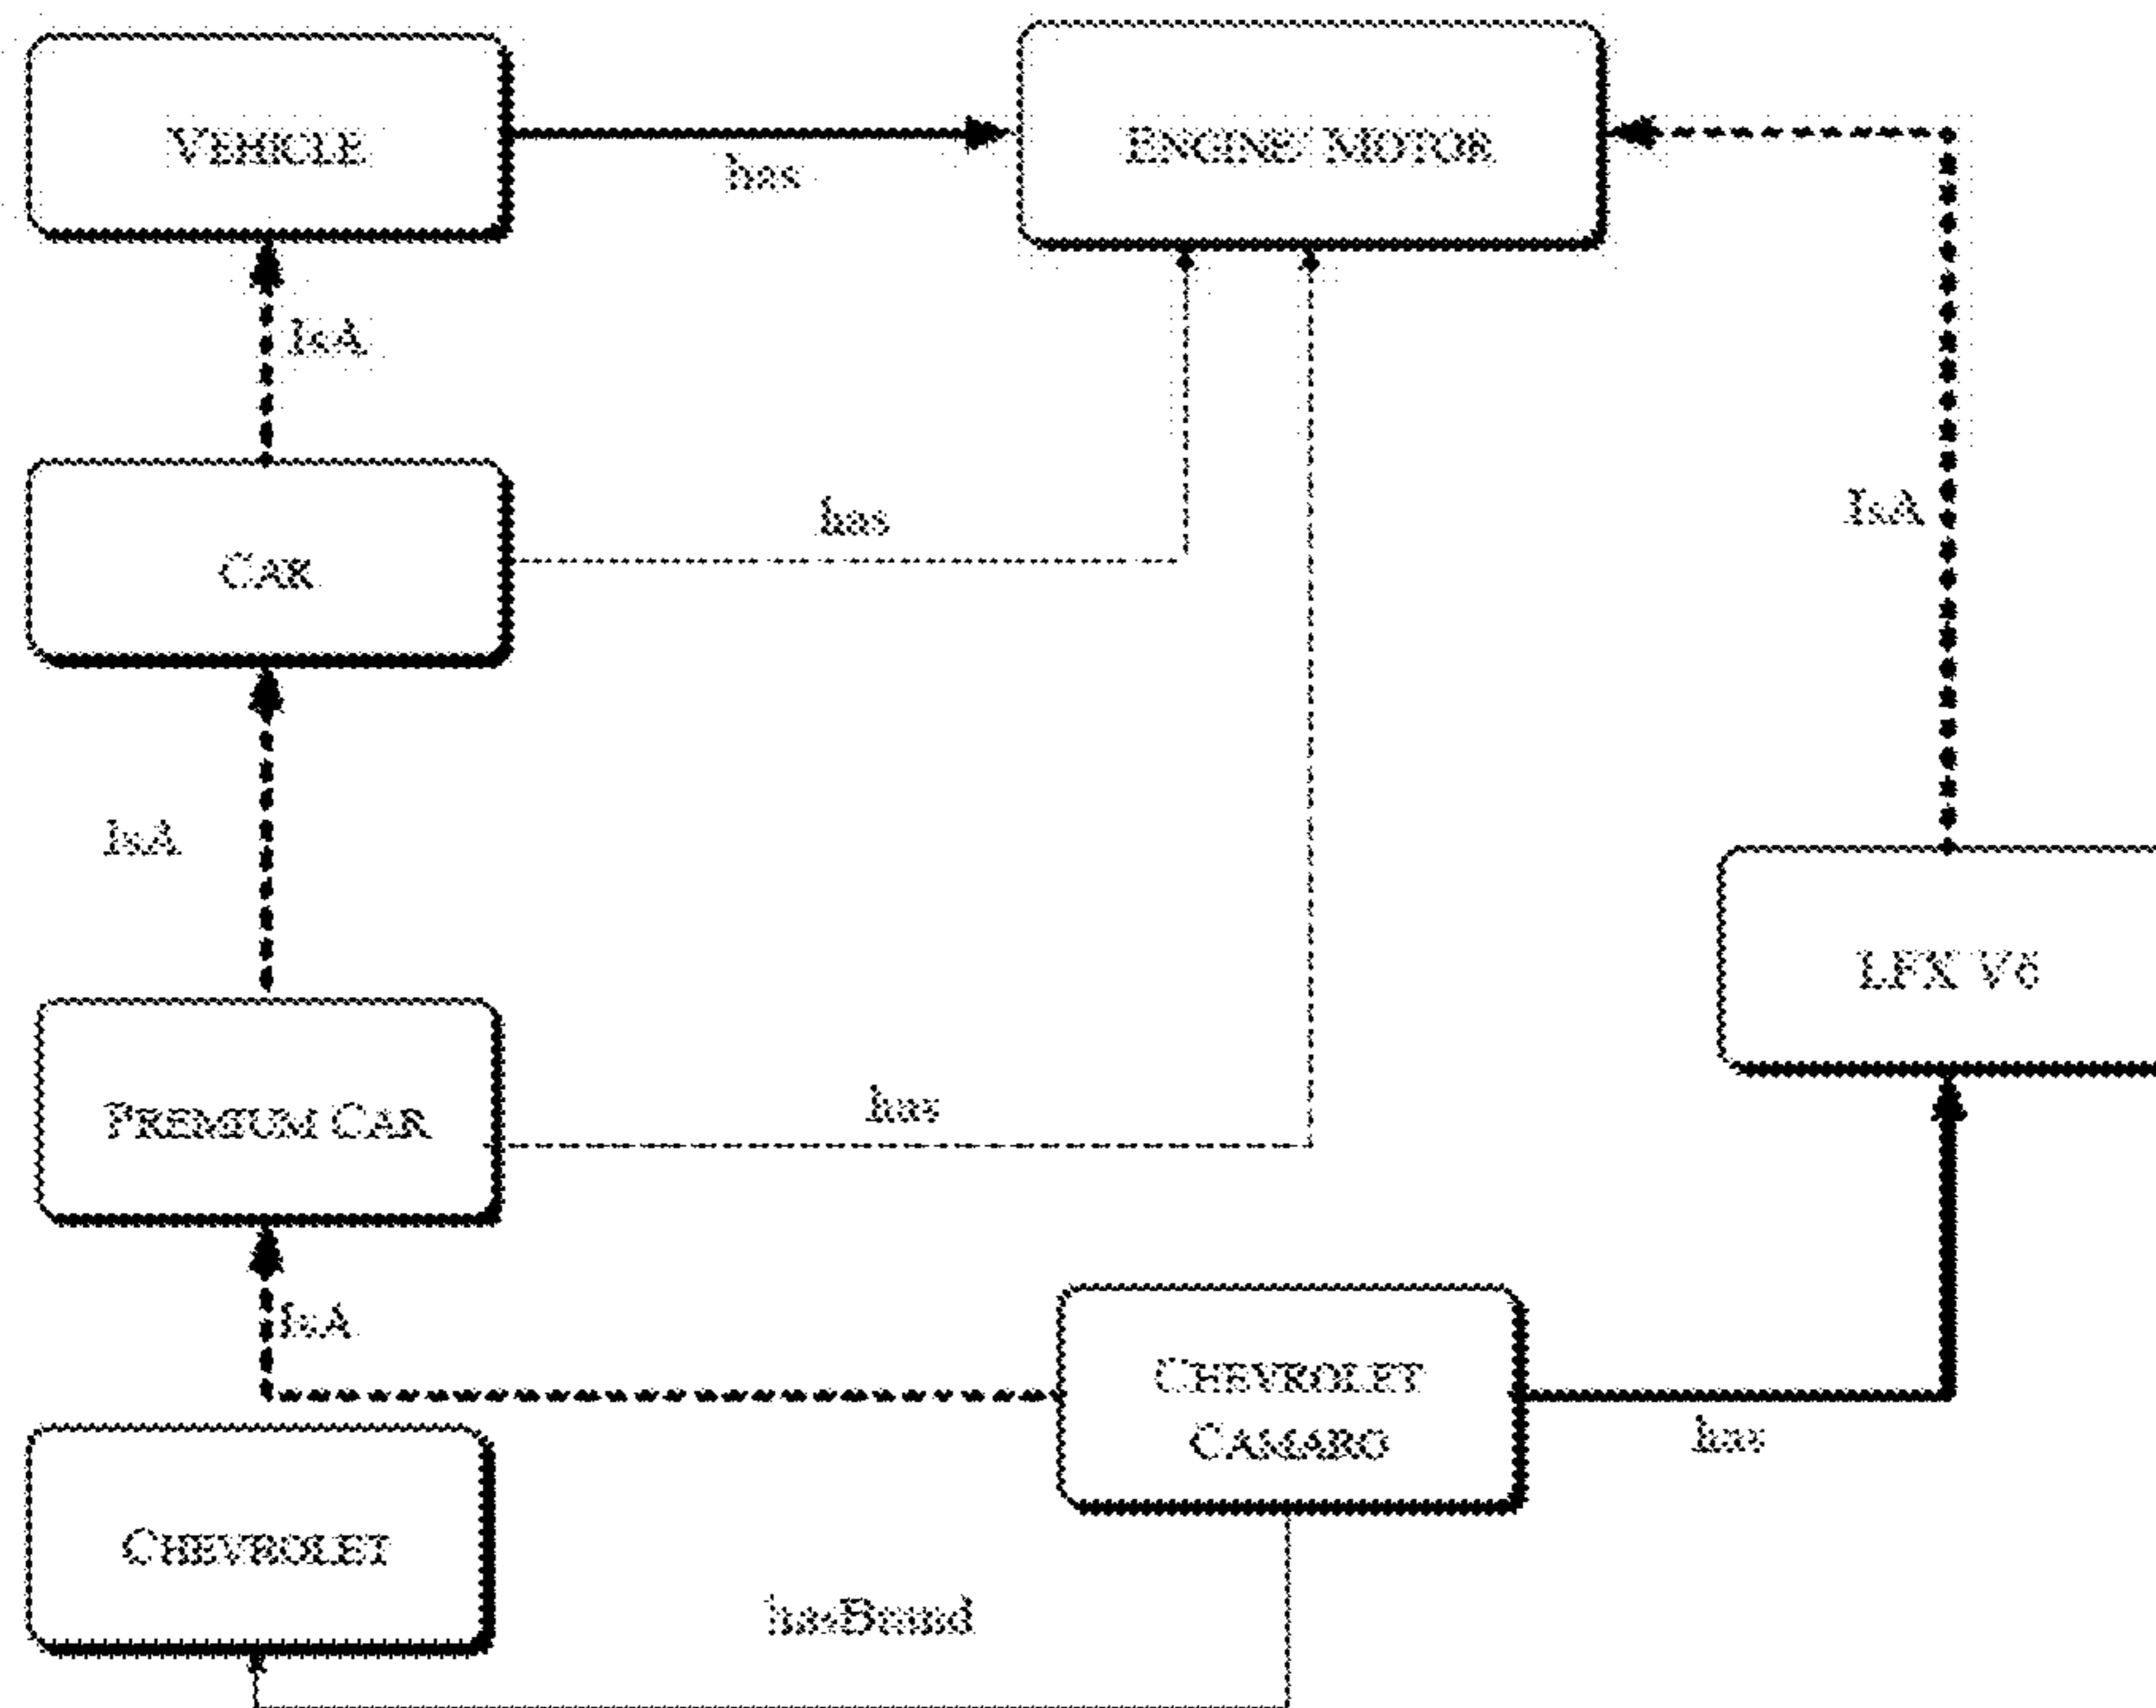 VEHICLE
ENGINE MOTOR
has
IsA
has
CAR
IsA
IsA
LFX V6
has
PREMIUM CAR
IsA
CHEVROLET
CAMARO
has
CHEVROLET
hasBrand